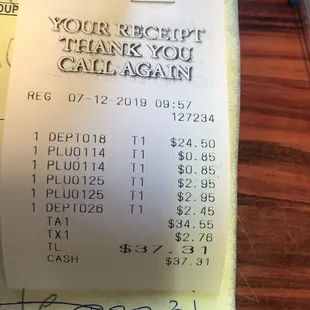 OUP
YOUR RECEIPT
THANK YOU
CALL AGAIN
REG 07-12-2019 09:57
127234
1 DEPT018 T1 $24.50
1 PLU0114 T1 $0.85
1 PLU0114 T1 $0.85
1 PLU0125 T1 $2.95
1 PLU0125 T1 $2.95
1 DEPT026 T1 $2.45
TA1 $34.55
TX1 $2.76
TL $37.31
CASH $37.31